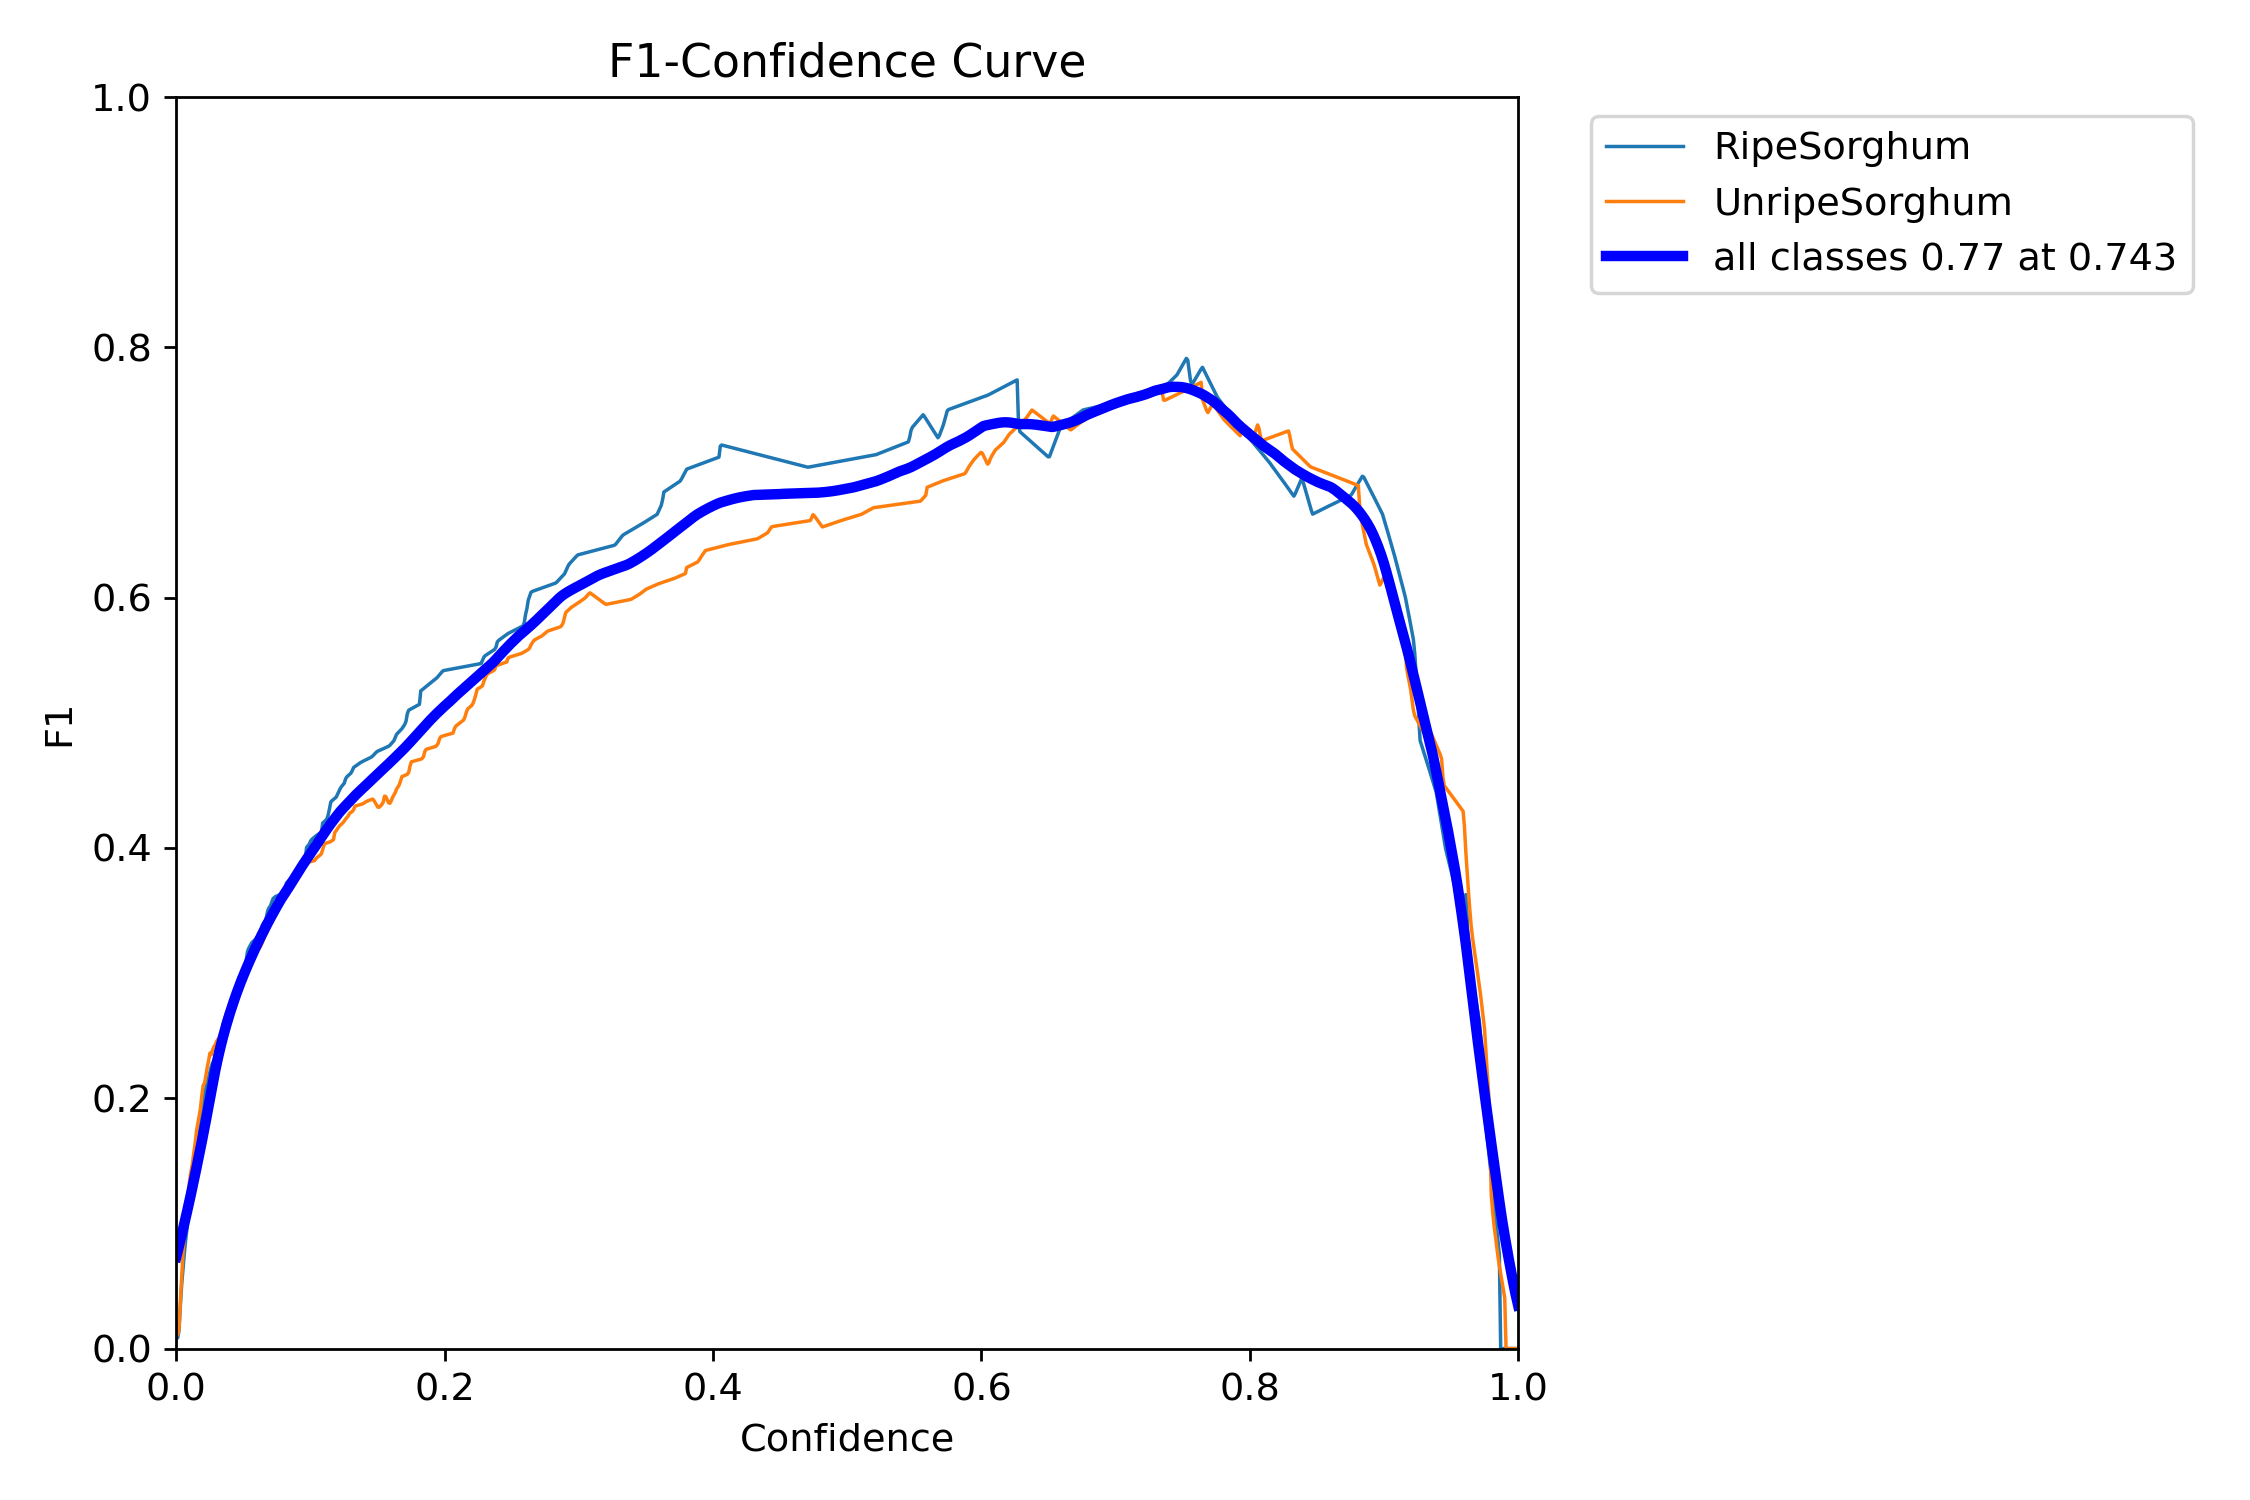 F1-Confidence Curve
1.0
0.8
0.6
0.4
0.2
0.0
F1
0.0 0.2 0.4 0.6 0.8 1.0
Confidence
RipeSorghum
UnripeSorghum
all classes 0.77 at 0.743